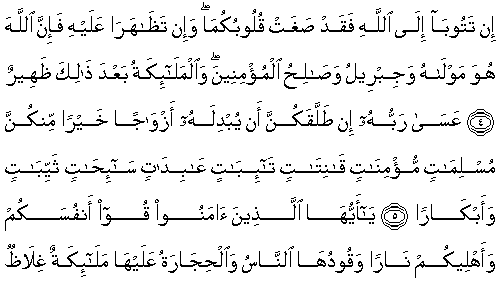 إِن تَتُوبَآ إِلَى ٱللَّهِ فَقَدْ صَغَتْ قُلُوبُكُمَا ۖ وَإِن تَظَـٰهَرَا عَلَيْهِ فَإِنَّ ٱللَّهَ
هُوَ مَوْلَىٰهُ وَجِبْرِيلُ وَصَـٰلِحُ ٱلْمُؤْمِنِينَ ۖ وَٱلْمَلَـٰٓئِكَةُ بَعْدَ ذَٰلِكَ ظَهِيرٌ
﴿٤﴾ عَسَىٰ رَبُّهُۥٓ إِن طَلَّقَكُنَّ أَن يُبْدِلَهُۥٓ أَزْوَٰجًا خَيْرًا مِّنكُنَّ
مُسْلِمَـٰتٍ مُّؤْمِنَـٰتٍ قَـٰنِتَـٰتٍ تَـٰٓئِبَـٰتٍ عَـٰبِدَٰتٍ سَـٰٓئِحَـٰتٍ ثَيِّبَـٰتٍ
وَأَبْكَارًا ﴿٥﴾ يَـٰٓأَيُّهَا ٱلَّذِينَ ءَامَنُوا۟ قُوٓا۟ أَنفُسَكُمْ
وَأَهْلِيكُمْ نَارًا وَقُودُهَا ٱلنَّاسُ وَٱلْحِجَارَةُ عَلَيْهَا مَلَـٰٓئِكَةٌ غِلَاظٌ